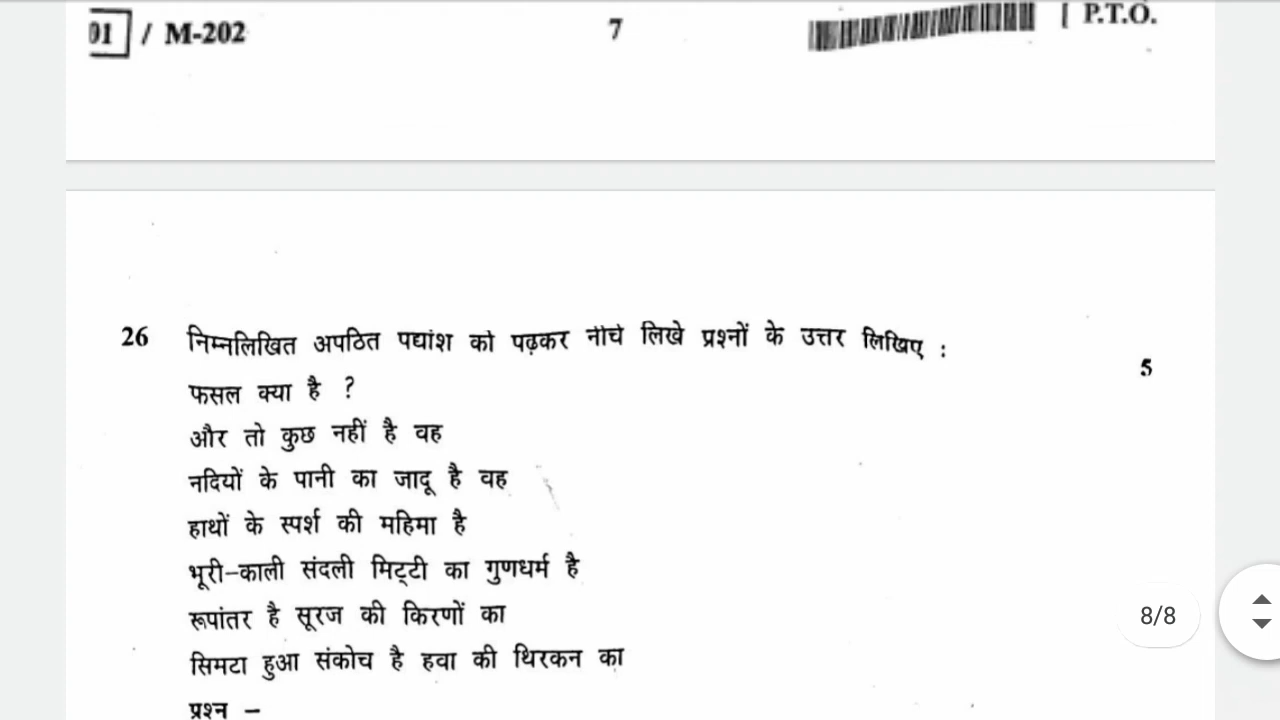 01 / M-202 7 [ P.T.O.
26 निम्नलिखित अपठित पद्यांश को पढ़कर नीचे लिखे प्रश्नों के उत्तर लिखिए : 5
फसल क्या है ?
और तो कुछ नहीं है वह
नदियों के पानी का जादू है वह
हाथों के स्पर्श की महिमा है
भूरी-काली संदली मिट्टी का गुणधर्म है
रूपांतर है सूरज की किरणों का
सिमटा हुआ संकोच है हवा की थिरकन का
प्रश्न –
8/8